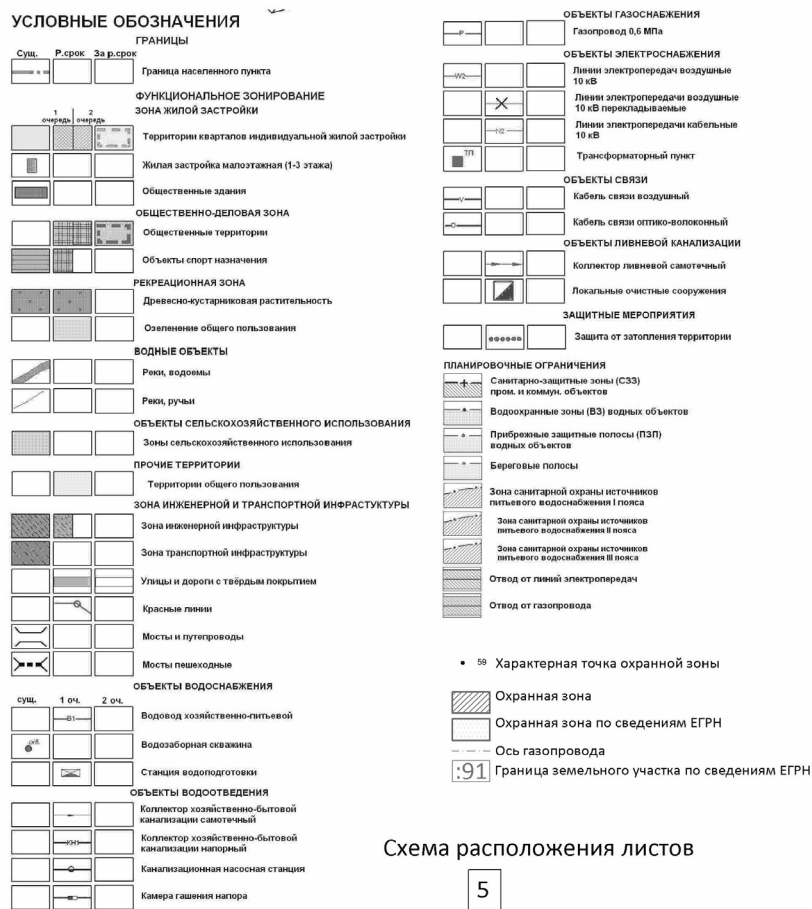 УСЛОВНЫЕ ОБОЗНАЧЕНИЯ
ГРАНИЦЫ
Сущ. Р.срок За р.срок
Граница населенного пункта
ФУНКЦИОНАЛЬНОЕ ЗОНИРОВАНИЕ
ЗОНА ЖИЛОЙ ЗАСТРОЙКИ
1 2
очередь очередь
Территории кварталов индивидуальной жилой застройки
Жилая застройка малоэтажная (1-3 этажа)
Общественные здания
ОБЩЕСТВЕННО-ДЕЛОВАЯ ЗОНА
Общественные территории
Объекты спорт назначения
РЕКРЕАЦИОННАЯ ЗОНА
Древесно-кустарниковая растительность
Озеленение общего пользования
ВОДНЫЕ ОБЪЕКТЫ
Реки, водоемы
Реки, ручьи
ОБЪЕКТЫ СЕЛЬСКОХОЗЯЙСТВЕННОГО ИСПОЛЬЗОВАНИЯ
Зоны сельскохозяйственного использования
ПРОЧИЕ ТЕРРИТОРИИ
Территории общего пользования
ЗОНА ИНЖЕНЕРНОЙ И ТРАНСПОРТНОЙ ИНФРАСТУКТУРЫ
Зона инженерной инфраструктуры
Зона транспортной инфраструктуры
Улицы и дороги с твёрдым покрытием
Красные линии
Мосты и путепроводы
Мосты пешеходные
ОБЪЕКТЫ ВОДОСНАБЖЕНИЯ
сущ. 1 оч. 2 оч.
В1 Водовод хозяйственно-питьевой
Водозаборная скважина
Станция водоподготовки
ОБЪЕКТЫ ВОДООТВЕДЕНИЯ
Коллектор хозяйственно-бытовой
канализации самотечный
КН1 Коллектор хозяйственно-бытовой
канализации напорный
Канализационная насосная станция
Камера гашения напора
ОБЪЕКТЫ ГАЗОСНАБЖЕНИЯ
Р Газопровод 0,6 МПа
ОБЪЕКТЫ ЭЛЕКТРОСНАБЖЕНИЯ
W2 Линии электропередач воздушные
10 кВ
Линии электропередачи воздушные
10 кВ перекладываемые
N2 Линии электропередачи кабельные
10 кВ
ТП Трансформаторный пункт
ОБЪЕКТЫ СВЯЗИ
V Кабель связи воздушный
О Кабель связи оптико-волоконный
ОБЪЕКТЫ ЛИВНЕВОЙ КАНАЛИЗАЦИИ
Коллектор ливневой самотечный
Локальные очистные сооружения
ЗАЩИТНЫЕ МЕРОПРИЯТИЯ
Защита от затопления территории
ПЛАНИРОВОЧНЫЕ ОГРАНИЧЕНИЯ
Санитарно-защитные зоны (СЗЗ)
пром. и коммун. объектов
Водоохранные зоны (ВЗ) водных объектов
Прибрежные защитные полосы (ПЗП)
водных объектов
Береговые полосы
Зона санитарной охраны источников
питьевого водоснабжения I пояса
Зона санитарной охраны источников
питьевого водоснабжения II пояса
Зона санитарной охраны источников
питьевого водоснабжения III пояса
Отвод от линий электропередач
Отвод от газопровода
59 Характерная точка охранной зоны
Охранная зона
Охранная зона по сведениям ЕГРН
Ось газопровода
:91 Граница земельного участка по сведениям ЕГРН
Схема расположения листов
5